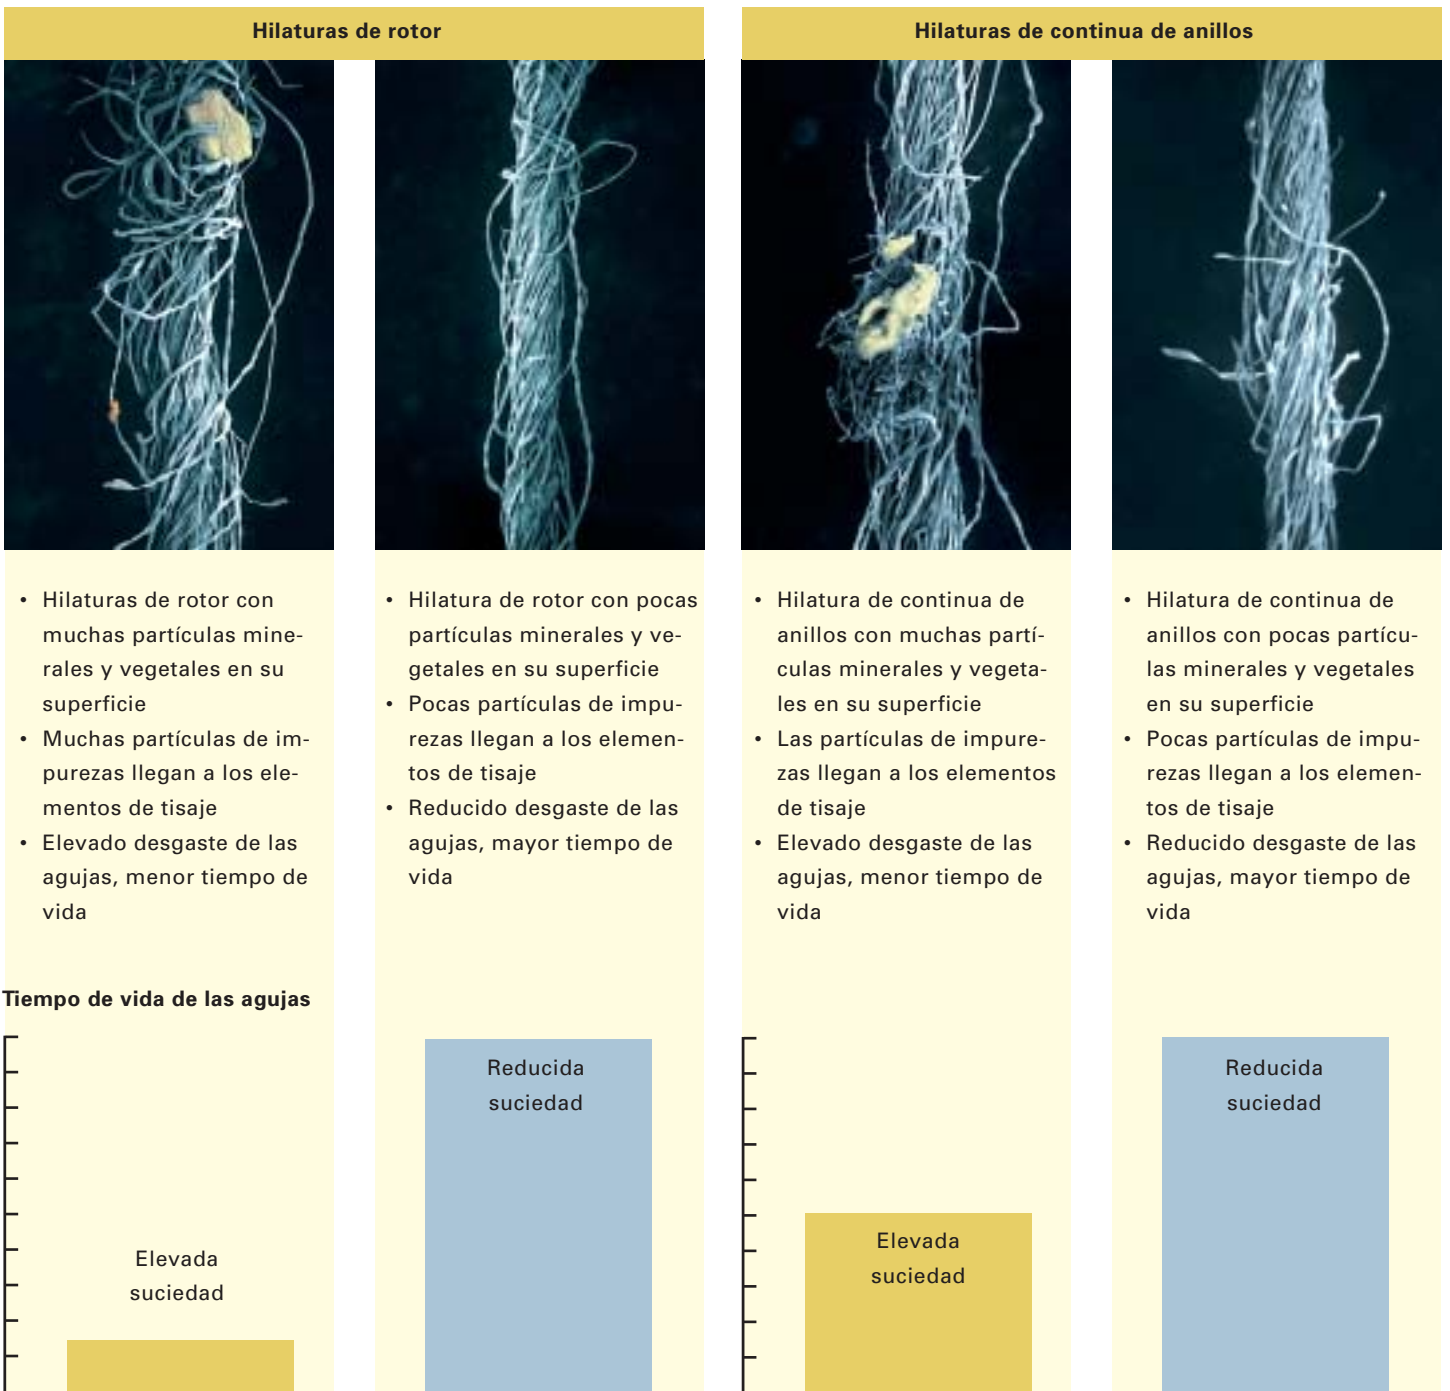 Hilaturas de rotor
Hilaturas de continua de anillos
• Hilaturas de rotor con
muchas partículas mine-
rales y vegetales en su
superficie
• Muchas partículas de im-
purezas llegan a los ele-
mentos de tisaje
• Elevado desgaste de las
agujas, menor tiempo de
vida
• Hilatura de rotor con pocas
partículas minerales y ve-
getales en su superficie
• Pocas partículas de impu-
rezas llegan a los elemen-
tos de tisaje
• Reducido desgaste de las
agujas, mayor tiempo de
vida
• Hilatura de continua de
anillos con muchas partí-
culas minerales y vegeta-
les en su superficie
• Las partículas de impure-
zas llegan a los elementos
de tisaje
• Elevado desgaste de las
agujas, menor tiempo de
vida
• Hilatura de continua de
anillos con pocas partícu-
las minerales y vegetales
en su superficie
• Pocas partículas de impu-
rezas llegan a los elemen-
tos de tisaje
• Reducido desgaste de las
agujas, mayor tiempo de
vida
Tiempo de vida de las agujas
Elevada
suciedad
Reducida
suciedad
Elevada
suciedad
Reducida
suciedad